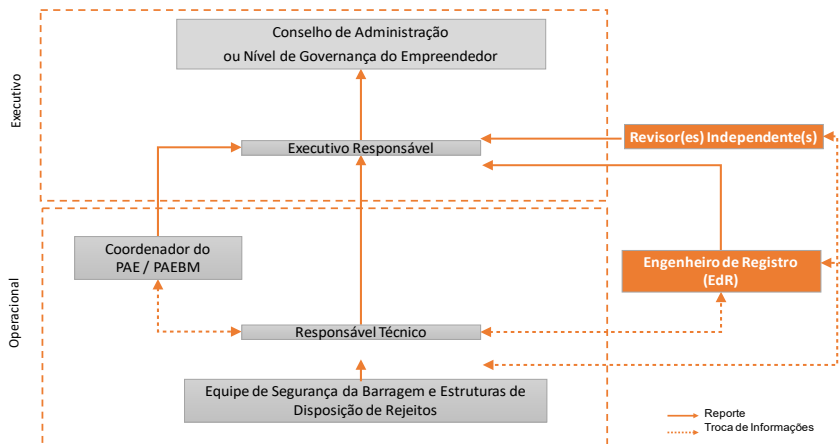 Executivo
Conselho de Administração
ou Nível de Governança do Empreendedor
Executivo Responsável
Revisor(es) Independente(s)
Operacional
Coordenador do
PAE / PAEBM
Engenheiro de Registro
(EdR)
Responsável Técnico
Equipe de Segurança da Barragem e Estruturas de
Disposição de Rejeitos
Reporte
Troca de Informações